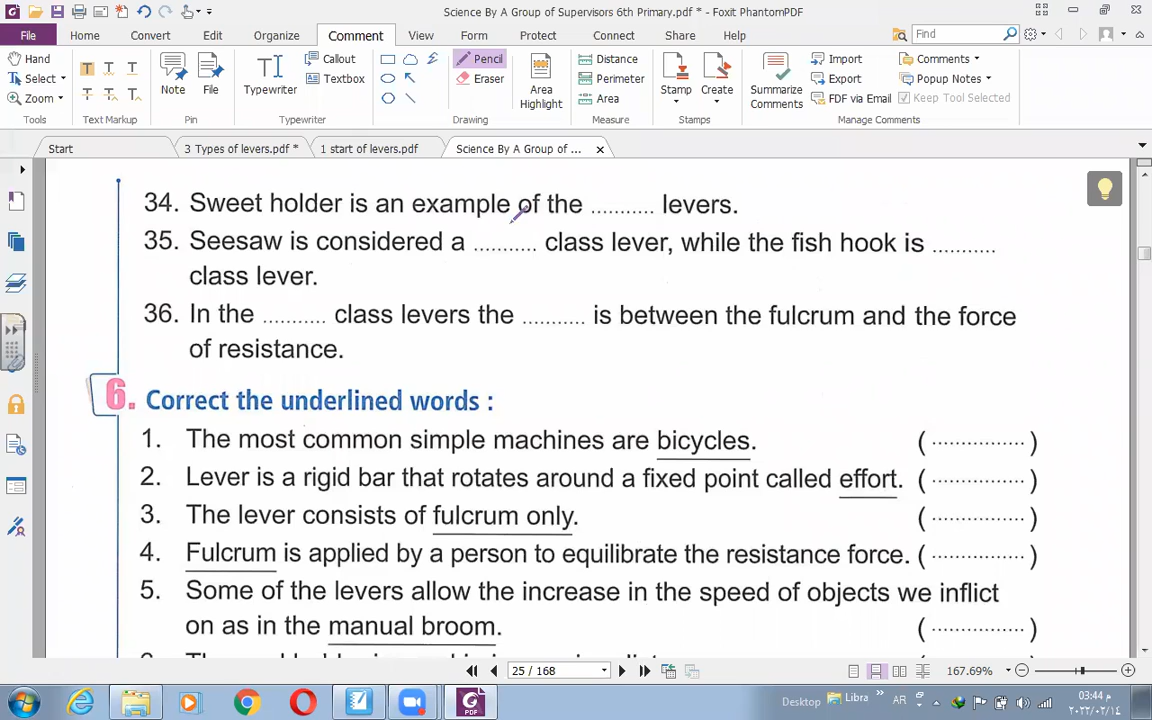 Science By A Group of Supervisors 6th Primary.pdf * - Foxit PhantomPDF
File Home Convert Edit Organize Comment View Form Protect Connect Share Help Find
Hand Select Zoom Tools
T T T T T T Text Markup
Note File Pin
Typewriter Callout Textbox Typewriter
Pencil Eraser Drawing
Area Highlight
Distance Perimeter Area Measure
Stamp Create Stamps
Summarize Comments Import Export FDF via Email Comments Popup Notes Keep Tool Selected Manage Comments
Start 3 Types of levers.pdf * 1 start of levers.pdf Science By A Group of ...
34. Sweet holder is an example of the ........... levers.
35. Seesaw is considered a ........... class lever, while the fish hook is ...........
class lever.
36. In the ........... class levers the ........... is between the fulcrum and the force
of resistance.
6. Correct the underlined words :
1. The most common simple machines are bicycles. ( ................ )
2. Lever is a rigid bar that rotates around a fixed point called effort. ( ................ )
3. The lever consists of fulcrum only. ( ................ )
4. Fulcrum is applied by a person to equilibrate the resistance force. ( ................ )
5. Some of the levers allow the increase in the speed of objects we inflict
on as in the manual broom. ( ................ )
25 / 168 167.69%
Desktop Libra AR 03:44 م
٢٠٢٢/٠٢/١٤